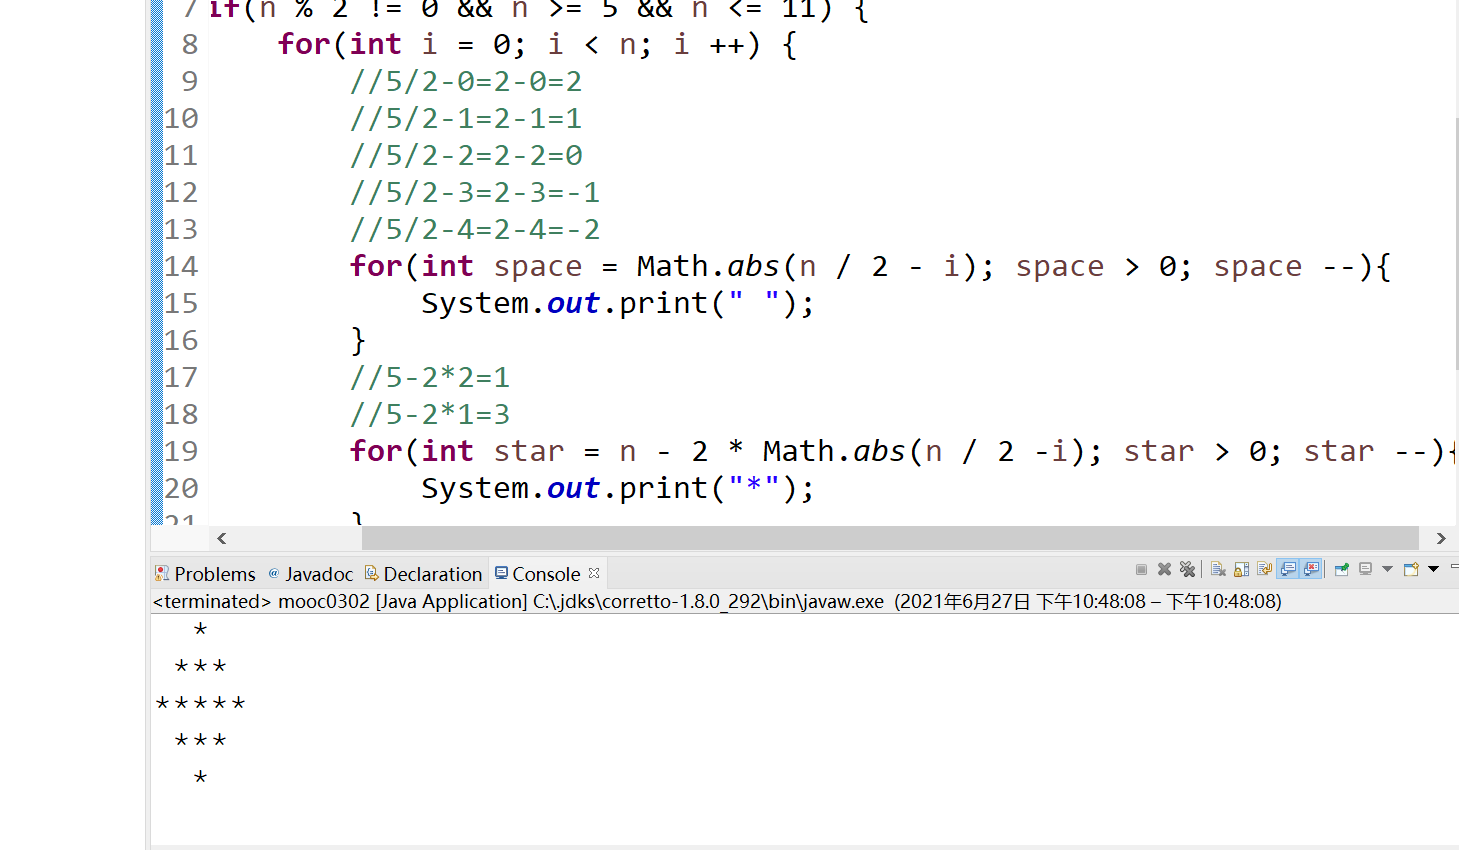 7 if(n % 2 != 0 && n >= 5 && n <= 11) {
8 for(int i = 0; i < n; i ++) {
9 //5/2-0=2-0=2
10 //5/2-1=2-1=1
11 //5/2-2=2-2=0
12 //5/2-3=2-3=-1
13 //5/2-4=2-4=-2
14 for(int space = Math.abs(n / 2 - i); space > 0; space --){
15 System.out.print(" ");
16 }
17 //5-2*2=1
18 //5-2*1=3
19 for(int star = n - 2 * Math.abs(n / 2 -i); star > 0; star --){
20 System.out.print("*");
21 }
Problems @ Javadoc Declaration Console
<terminated> mooc0302 [Java Application] C:\.jdks\corretto-1.8.0_292\bin\javaw.exe (2021年6月27日 下午10:48:08 – 下午10:48:08)
*
***
*****
***
*